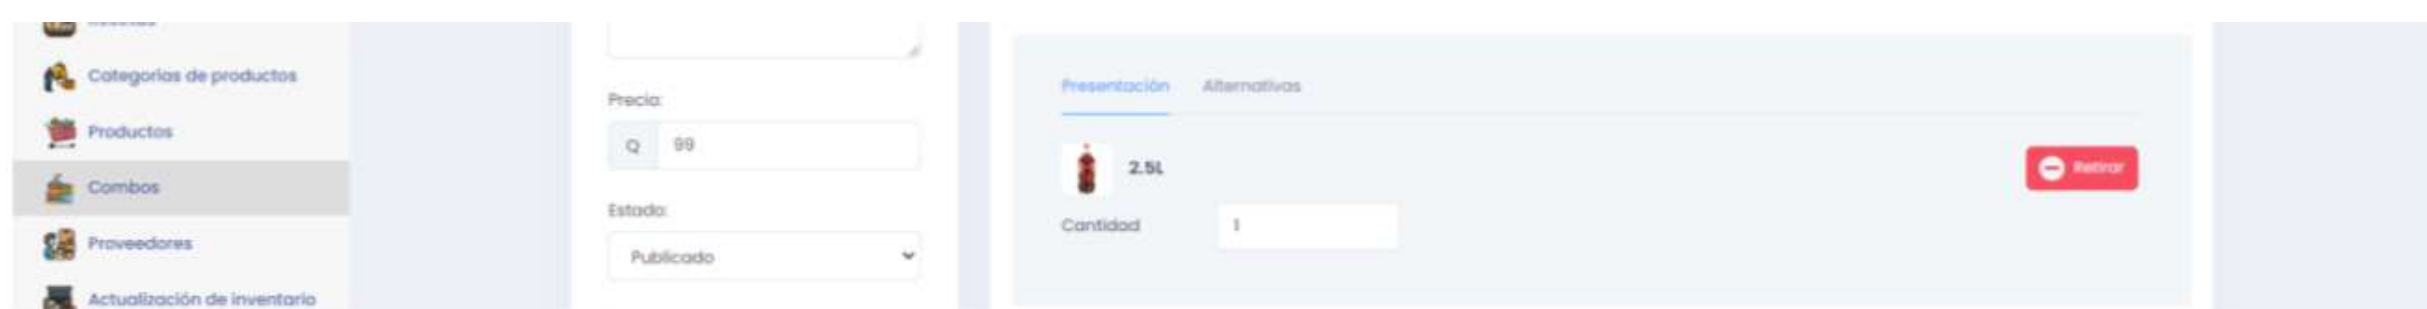 Categorías de productos
Productos
Combos
Proveedores
Actualización de inventario
Precio:
Q 99
Estado:
Publicado
Presentación Alternativas
2.5L
Retirar
Cantidad 1